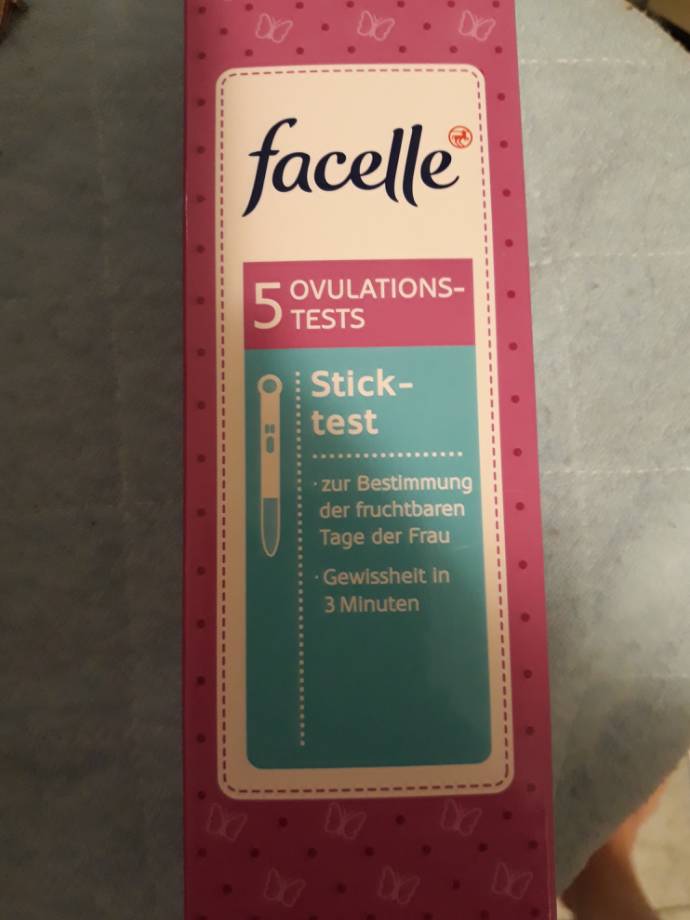 facelle
5 OVULATIONS-
TESTS
Stick-
test
· zur Bestimmung
der fruchtbaren
Tage der Frau
· Gewissheit in
3 Minuten